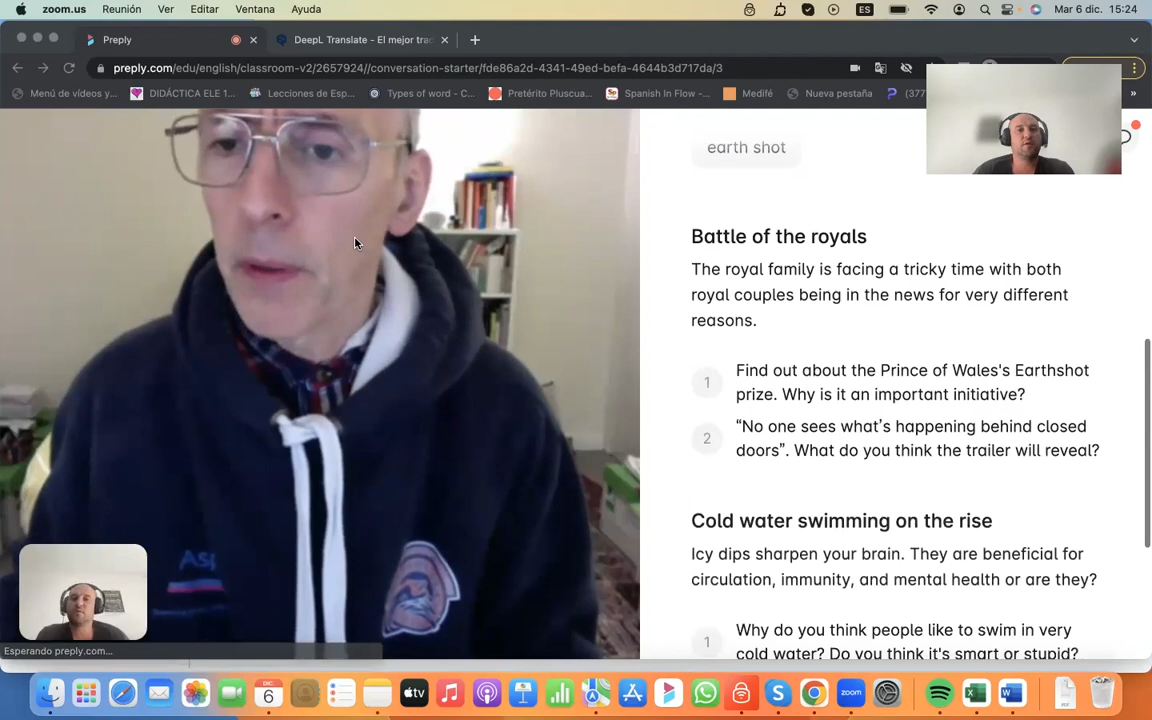 zoom.us Reunión Ver Editar Ventana Ayuda ES Mar 6 dic. 15:24
Preply DeepL Translate - El mejor trad
preply.com/edu/english/classroom-v2/2657924//conversation-starter/fde86a2d-4341-49ed-befa-4644b3d717da/3
Menú de vídeos y... DIDÁCTICA ELE 1... Lecciones de Esp... Types of word - C... Pretérito Pluscua... Spanish In Flow -... Medifé Nueva pestaña (377 »
earth shot
Battle of the royals
The royal family is facing a tricky time with both
royal couples being in the news for very different
reasons.
1 Find out about the Prince of Wales's Earthshot
prize. Why is it an important initiative?
2 “No one sees what’s happening behind closed
doors”. What do you think the trailer will reveal?
Cold water swimming on the rise
Icy dips sharpen your brain. They are beneficial for
circulation, immunity, and mental health or are they?
1 Why do you think people like to swim in very
cold water? Do you think it's smart or stupid?
Esperando preply.com...
DIC.
6
tv
zoom